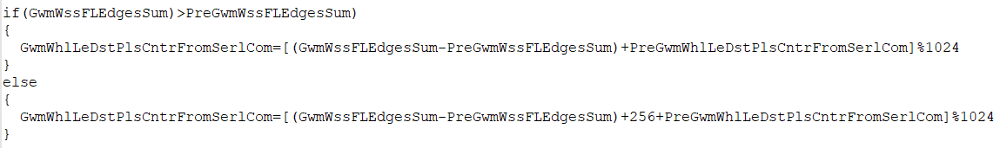 if(GwmWssFLEdgesSum)>PreGwmWssFLEdgesSum)
{
GwmWhlLeDstPlsCntrFromSerlCom=[(GwmWssFLEdgesSum-PreGwmWssFLEdgesSum)+PreGwmWhlLeDstPlsCntrFromSerlCom]%1024
}
else
{
GwmWhlLeDstPlsCntrFromSerlCom=[(GwmWssFLEdgesSum-PreGwmWssFLEdgesSum)+256+PreGwmWhlLeDstPlsCntrFromSerlCom]%1024
}